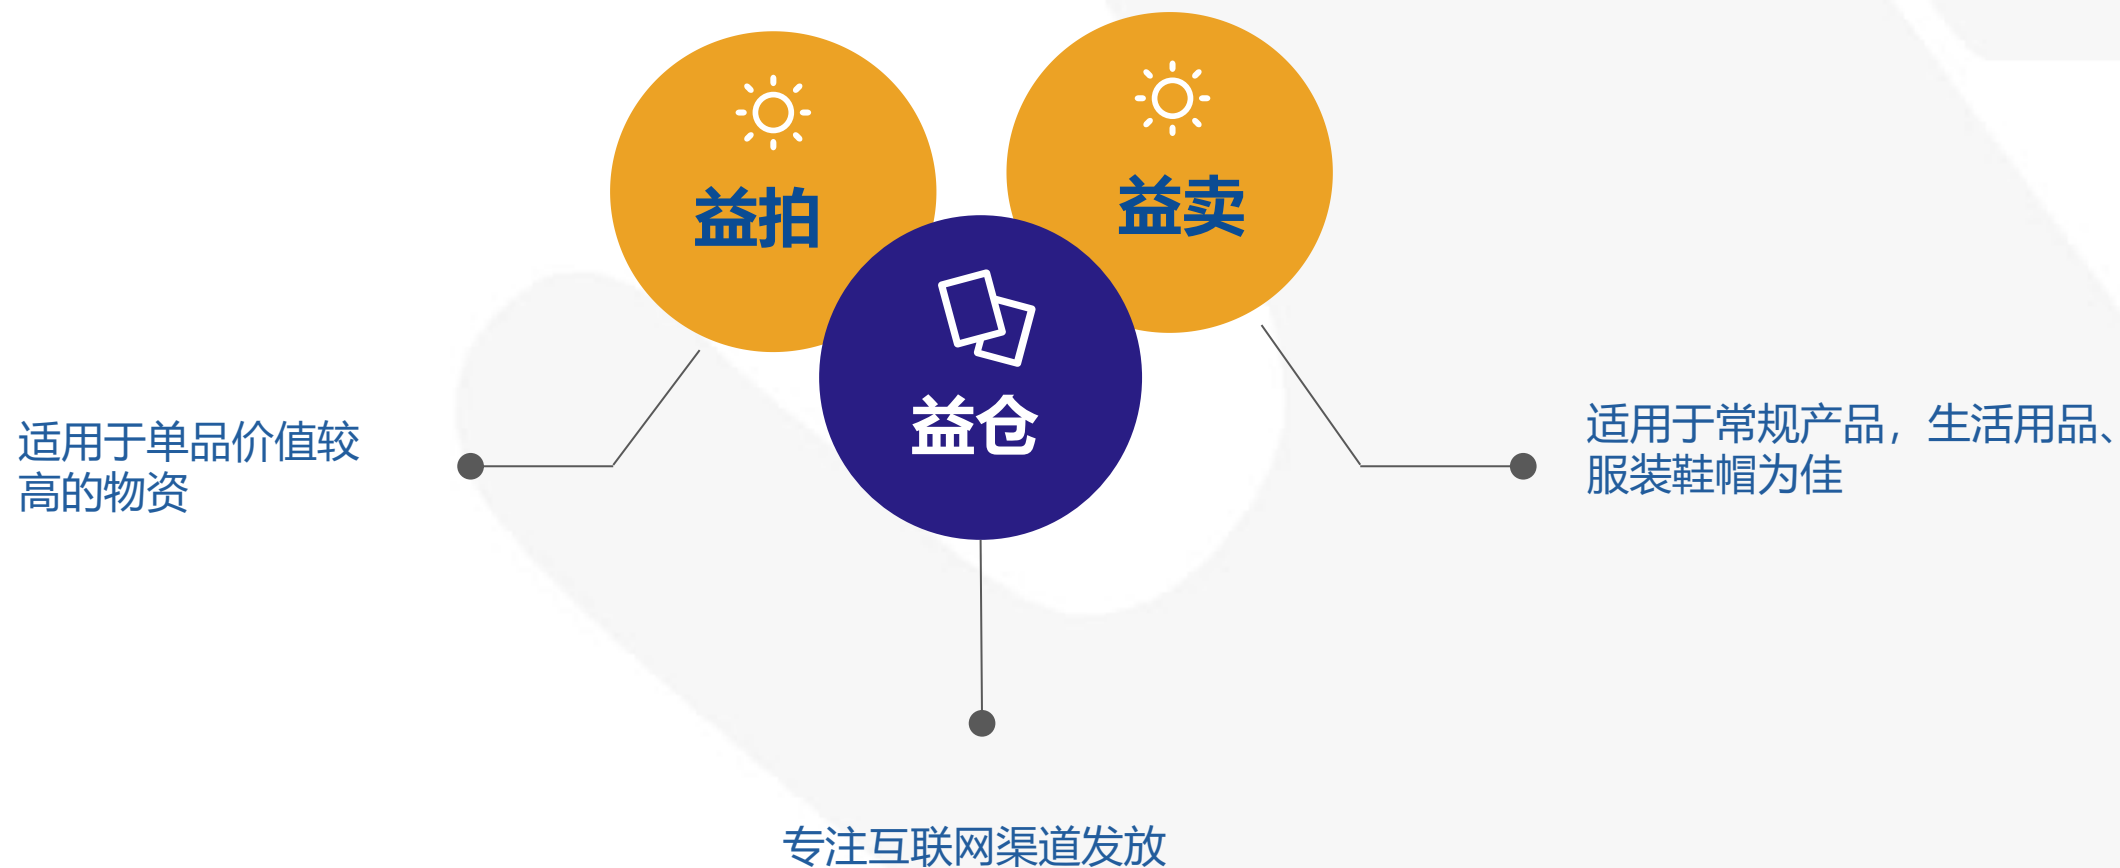 益拍
益卖
益仓
适用于单品价值较
高的物资
适用于常规产品，生活用品、
服装鞋帽为佳
专注互联网渠道发放